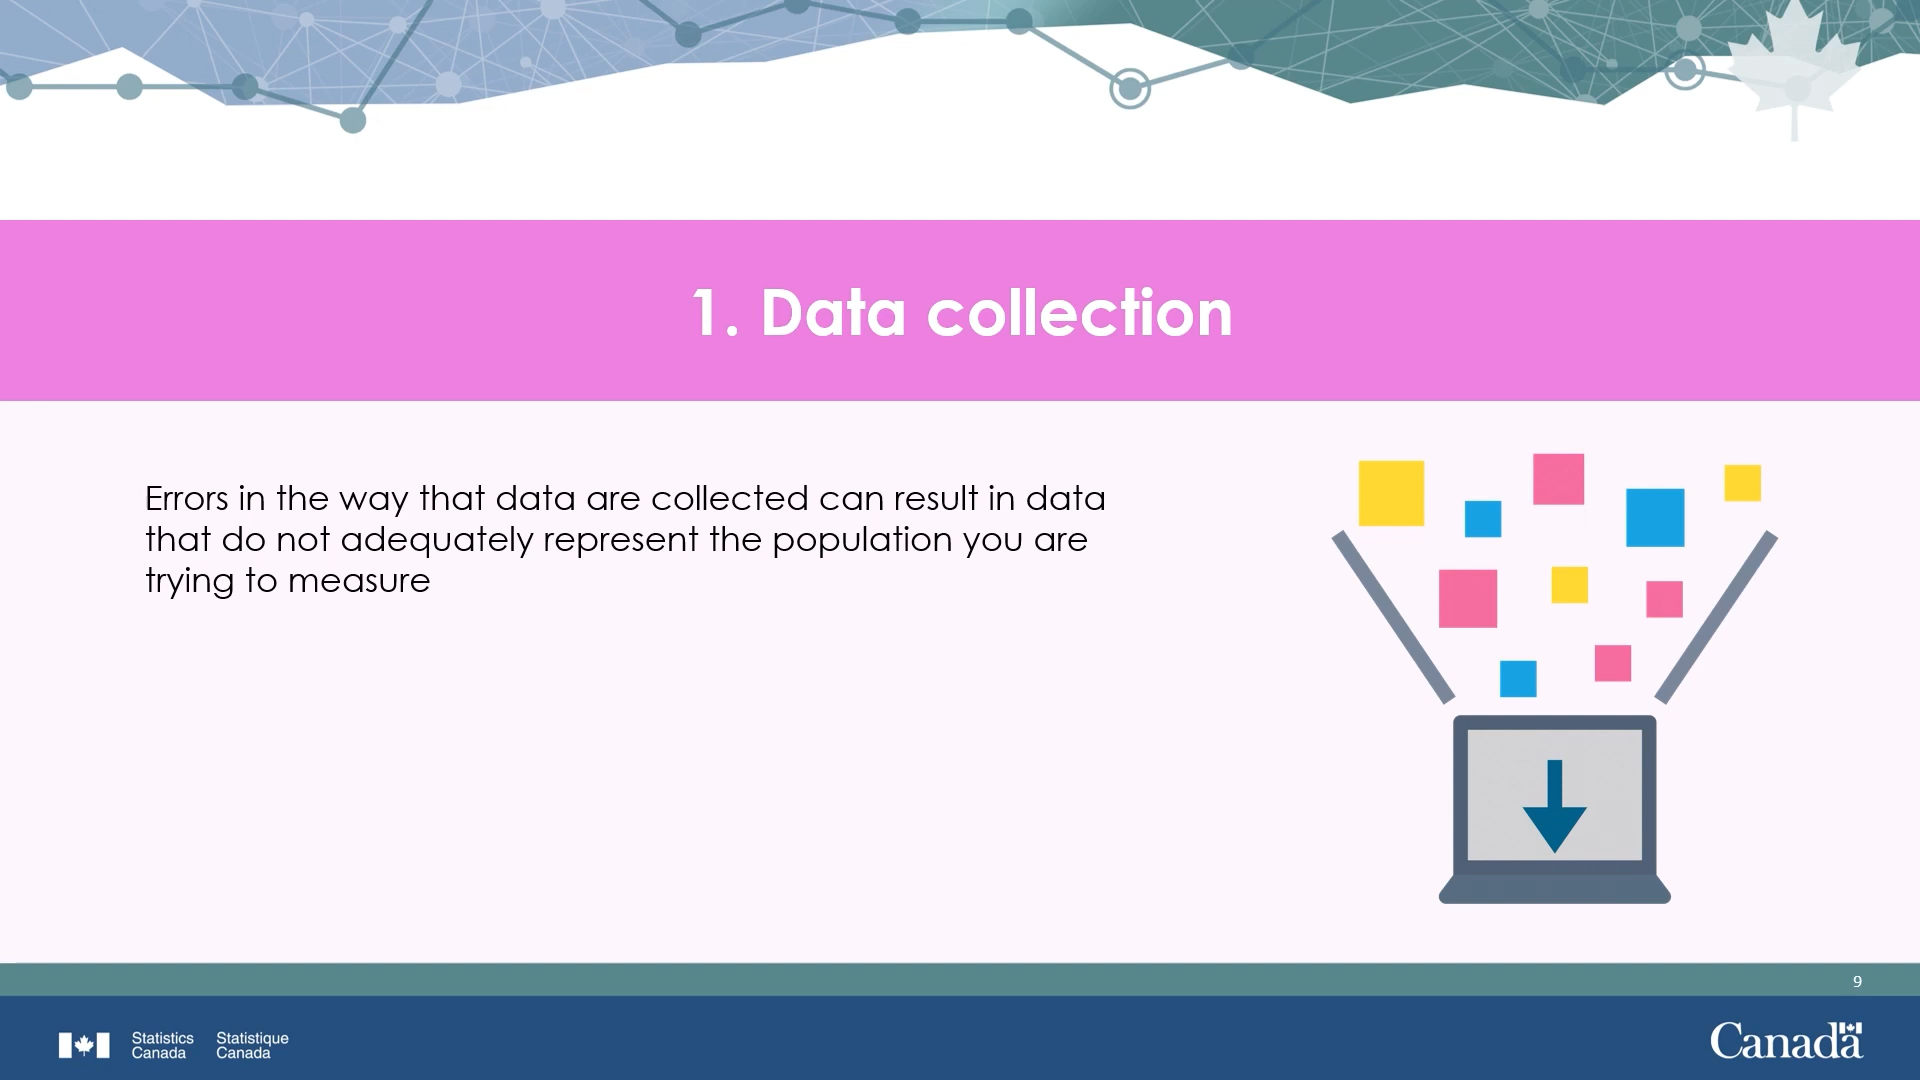 1. Data collection
Errors in the way that data are collected can result in data
that do not adequately represent the population you are
trying to measure
9
Statistics Statistique
Canada Canada
Canada